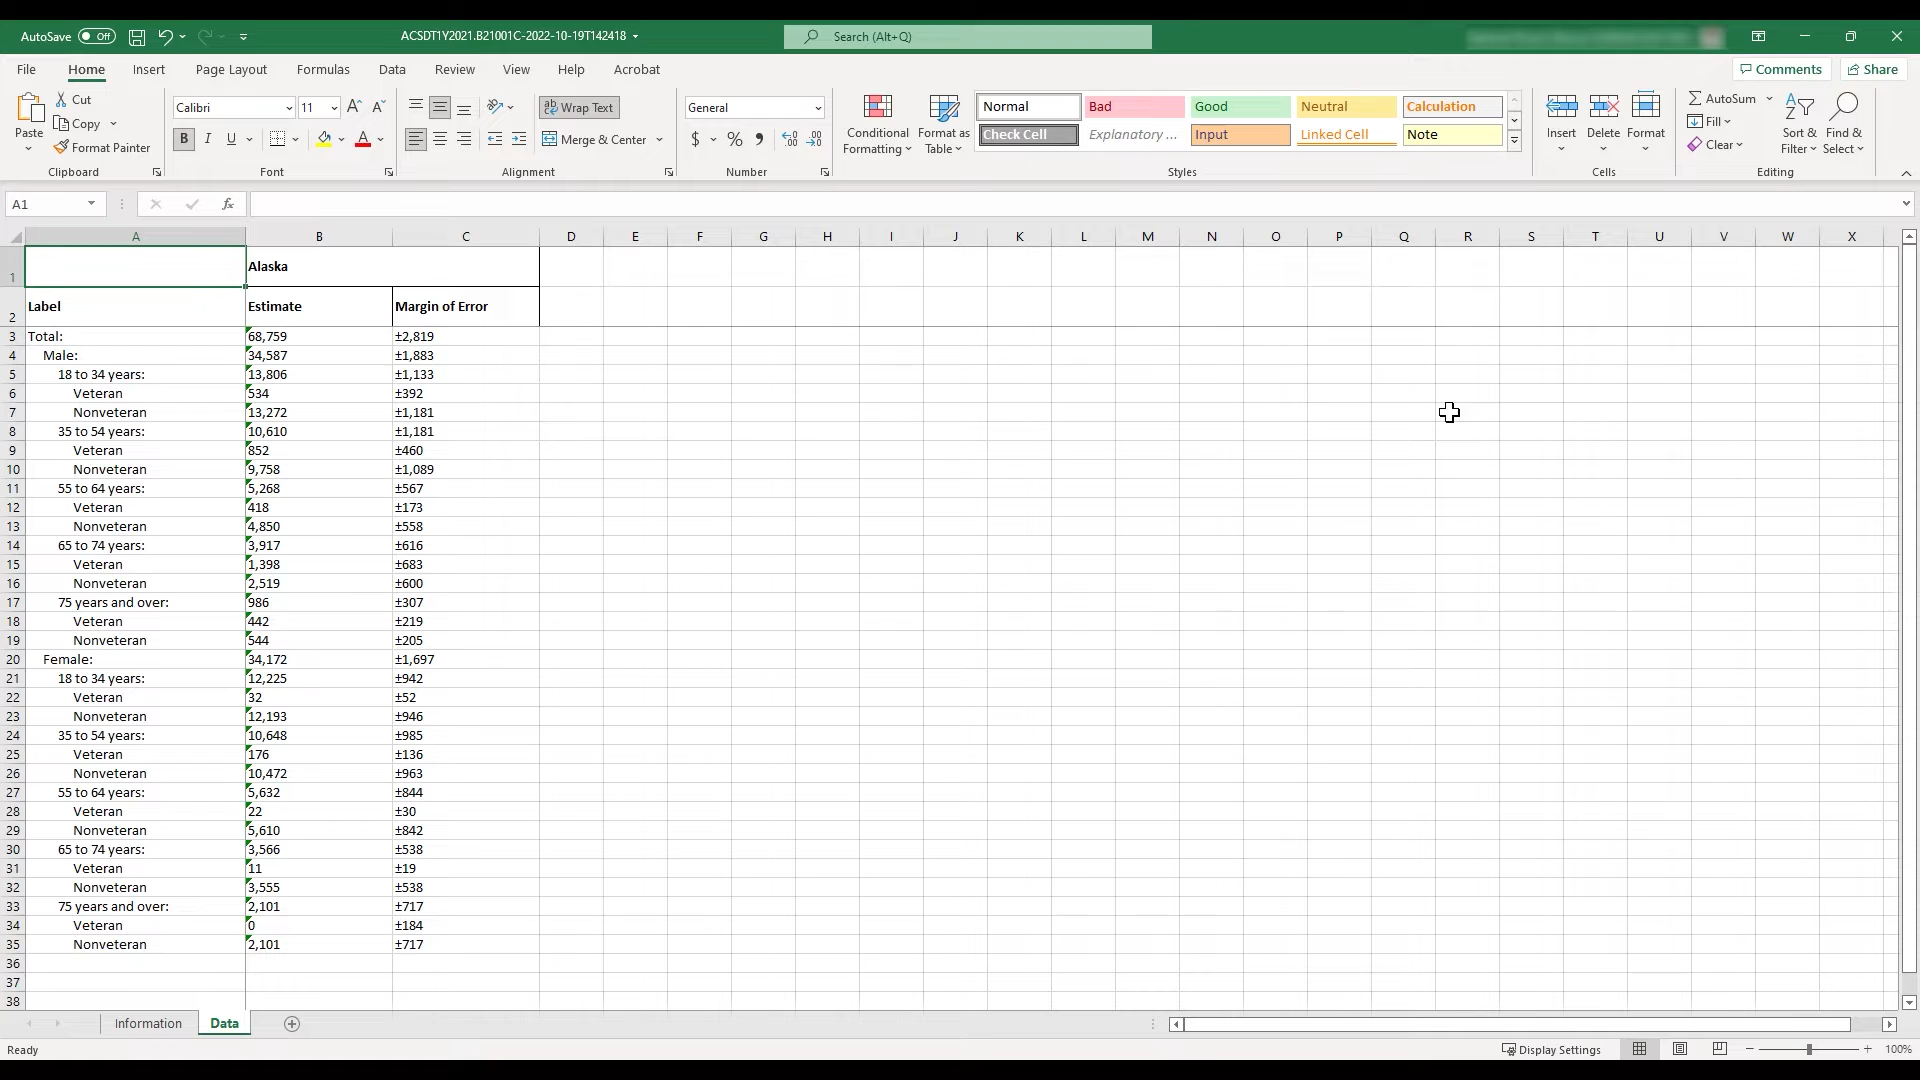 AutoSave Off ACSDT1Y2021.B21001C-2022-10-19T142418 Search (Alt+Q)
File Home Insert Page Layout Formulas Data Review View Help Acrobat Comments Share
Paste Cut Copy Format Painter Clipboard
Calibri 11 A A B I U A Font
ab Wrap Text Merge & Center Alignment
General $ % , Number
Conditional Formatting Format as Table
Normal Bad Good Neutral Calculation
Check Cell Explanatory ... Input Linked Cell Note
Styles
Insert Delete Format Cells
AutoSum Fill Clear Sort & Filter Find & Select Editing
A1 fx
A B C D E F G H I J K L M N O P Q R S T U V W X
1 Alaska
2 Label Estimate Margin of Error
3 Total: 68,759 ±2,819
4 Male: 34,587 ±1,883
5 18 to 34 years: 13,806 ±1,133
6 Veteran 534 ±392
7 Nonveteran 13,272 ±1,181
8 35 to 54 years: 10,610 ±1,181
9 Veteran 852 ±460
10 Nonveteran 9,758 ±1,089
11 55 to 64 years: 5,268 ±567
12 Veteran 418 ±173
13 Nonveteran 4,850 ±558
14 65 to 74 years: 3,917 ±616
15 Veteran 1,398 ±683
16 Nonveteran 2,519 ±600
17 75 years and over: 986 ±307
18 Veteran 442 ±219
19 Nonveteran 544 ±205
20 Female: 34,172 ±1,697
21 18 to 34 years: 12,225 ±942
22 Veteran 32 ±52
23 Nonveteran 12,193 ±946
24 35 to 54 years: 10,648 ±985
25 Veteran 176 ±136
26 Nonveteran 10,472 ±963
27 55 to 64 years: 5,632 ±844
28 Veteran 22 ±30
29 Nonveteran 5,610 ±842
30 65 to 74 years: 3,566 ±538
31 Veteran 11 ±19
32 Nonveteran 3,555 ±538
33 75 years and over: 2,101 ±717
34 Veteran 0 ±184
35 Nonveteran 2,101 ±717
36
37
38
Information Data
Ready Display Settings 100%